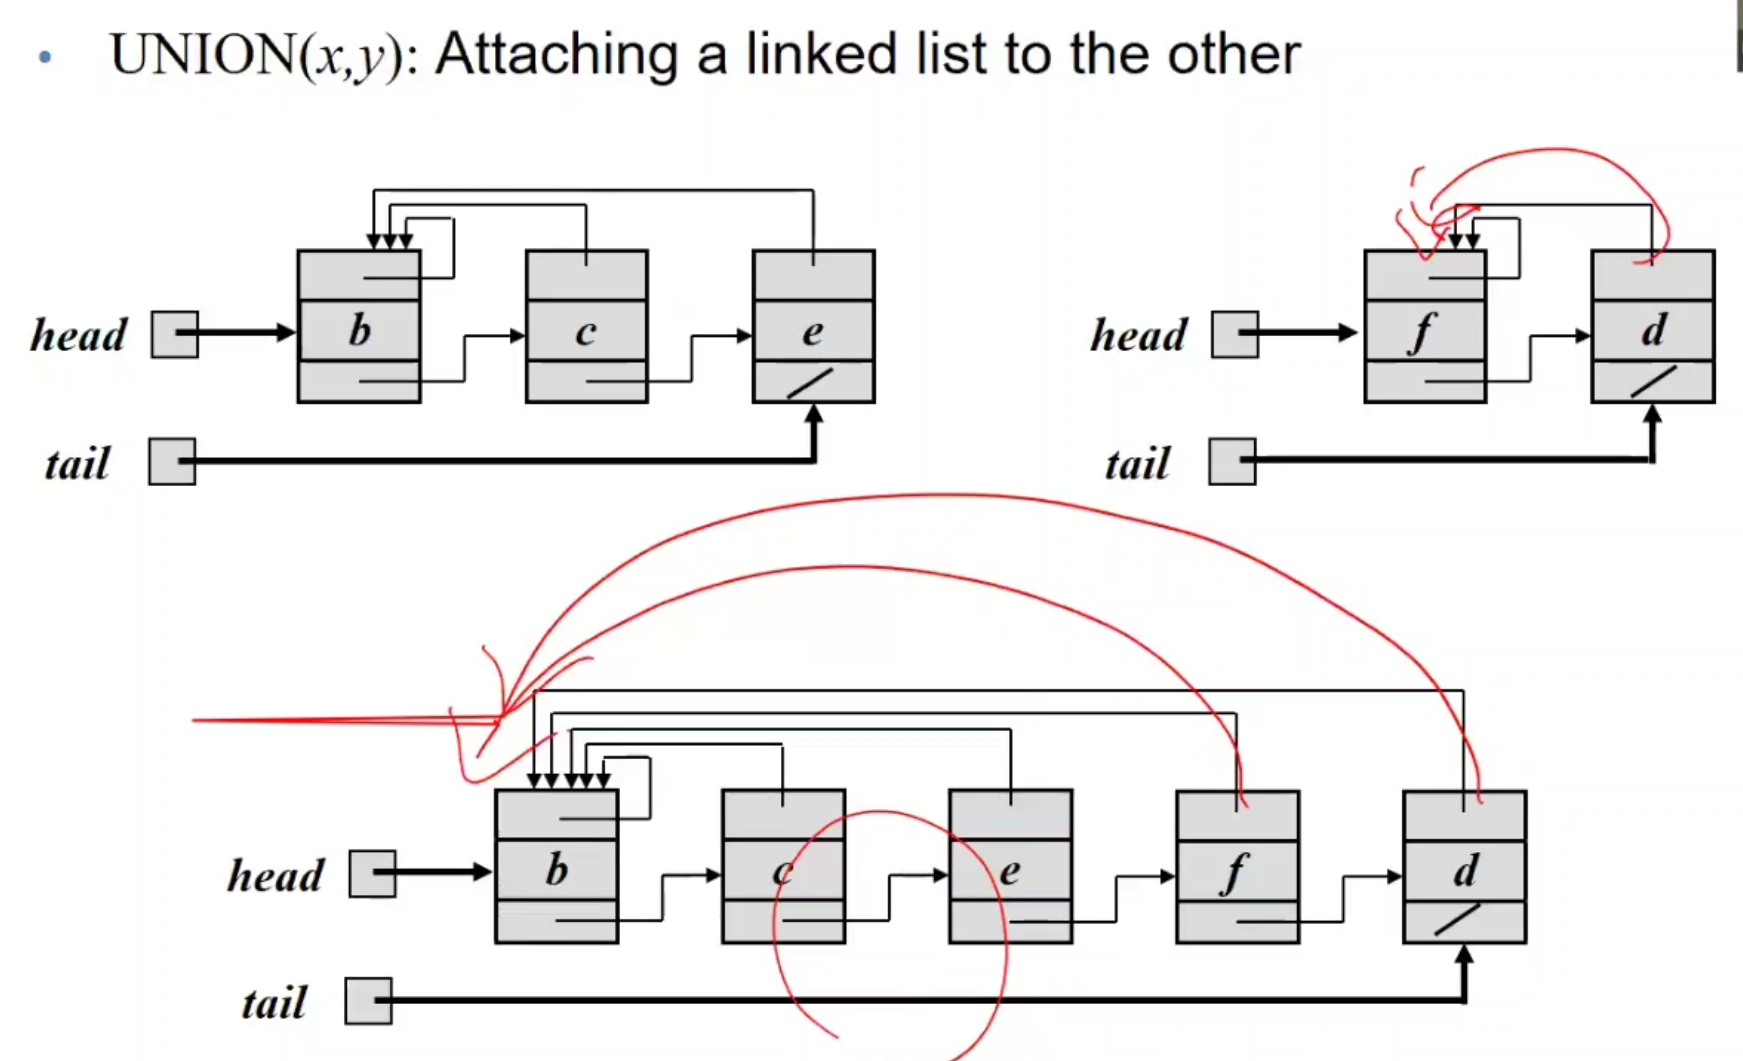 • UNION(x,y): Attaching a linked list to the other
head b c e
tail
head f d
tail
head b c e f d
tail